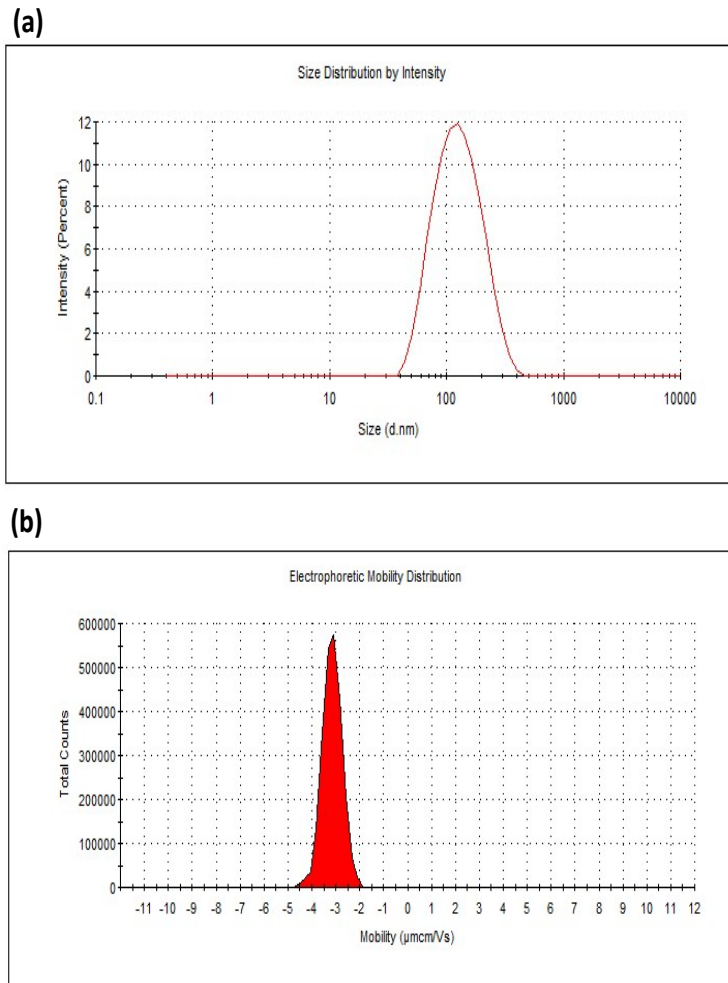 (a)
Size Distribution by Intensity
Intensity (Percent)
12
10
8
6
4
2
0
0.1 1 10 100 1000 10000
Size (d.nm)
(b)
Electrophoretic Mobility Distribution
Total Counts
600000
500000
400000
300000
200000
100000
0
-11 -10 -9 -8 -7 -6 -5 -4 -3 -2 -1 0 1 2 3 4 5 6 7 8 9 10 11 12
Mobility (µmcm/Vs)